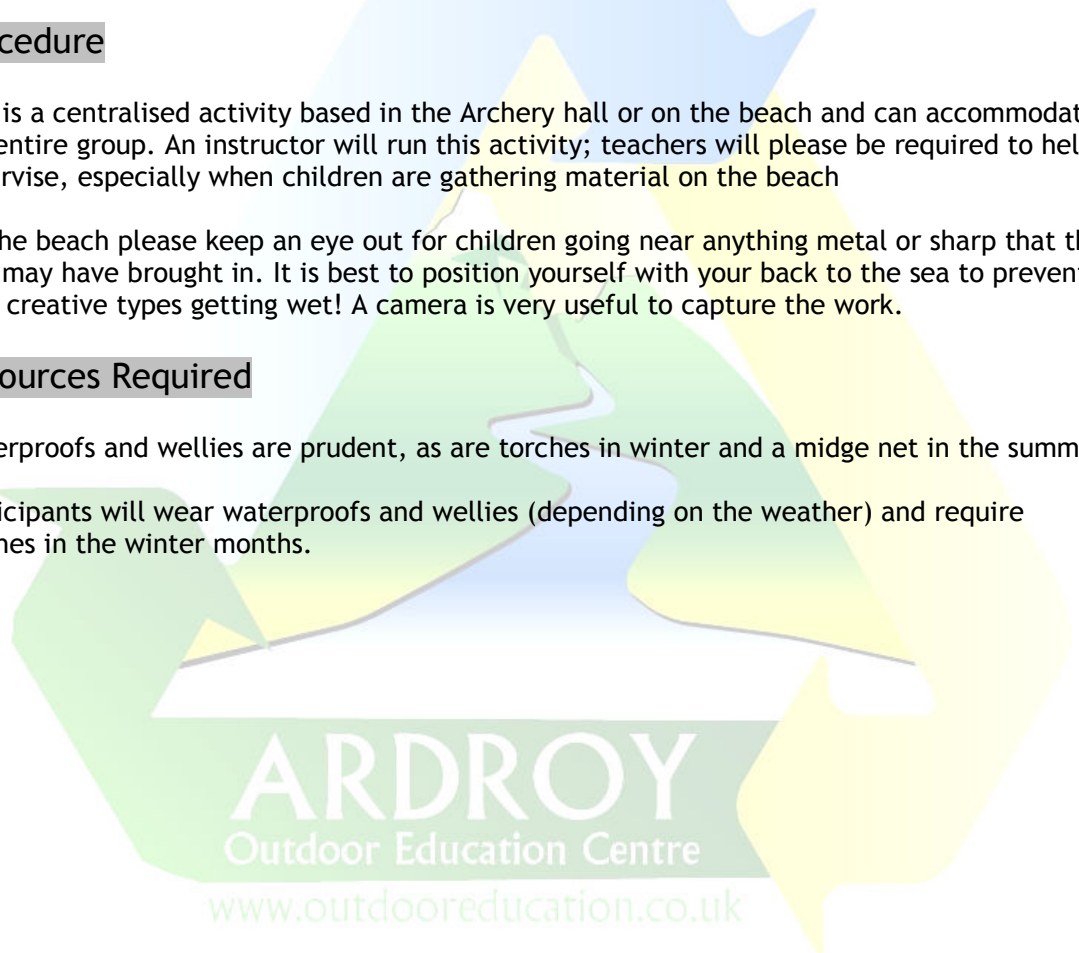 cedure
is a centralised activity based in the Archery hall or on the beach and can accommodat
entire group. An instructor will run this activity; teachers will please be required to hel
rvise, especially when children are gathering material on the beach
he beach please keep an eye out for children going near anything metal or sharp that th
may have brought in. It is best to position yourself with your back to the sea to prevent
creative types getting wet! A camera is very useful to capture the work.
ources Required
erproofs and wellies are prudent, as are torches in winter and a midge net in the summ
icipants will wear waterproofs and wellies (depending on the weather) and require
hes in the winter months.
ARDROY
Outdoor Education Centre
www.outdooreducation.co.uk